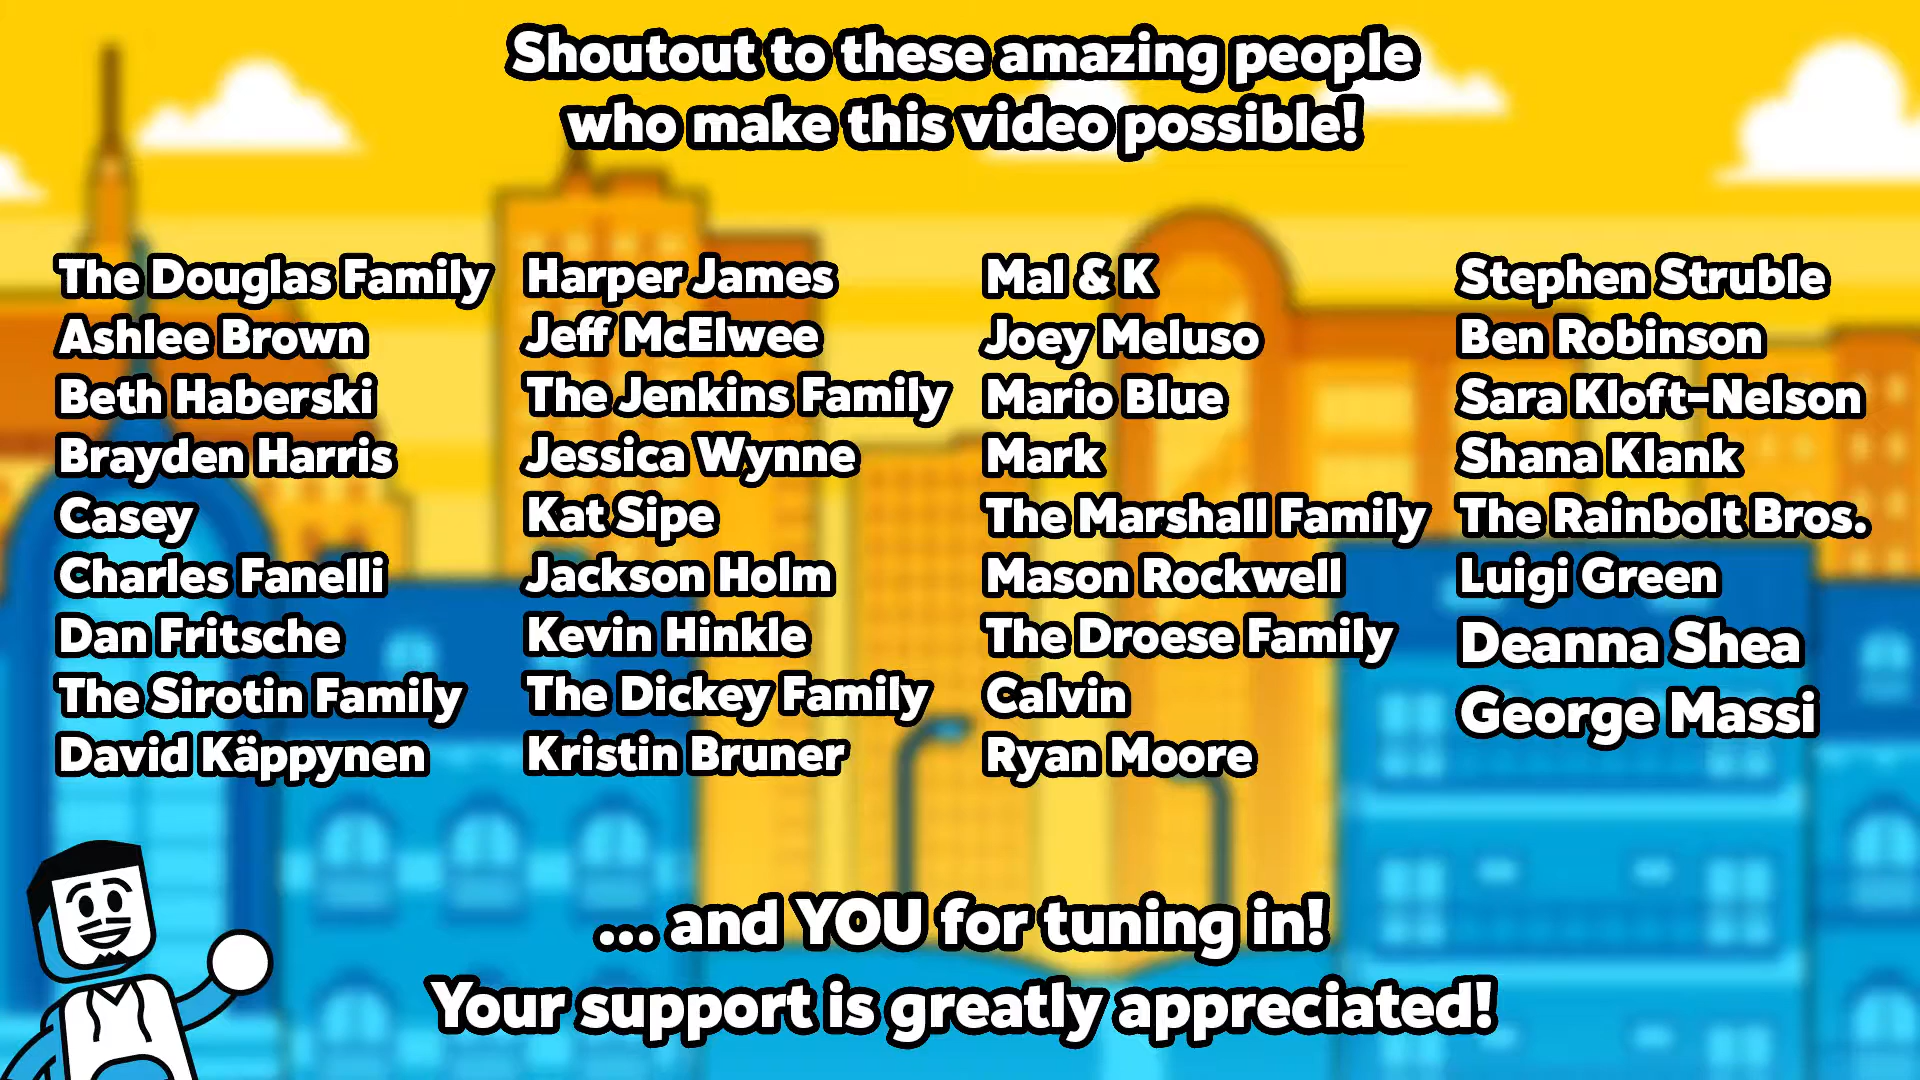 Shoutout to these amazing people
who make this video possible!
The Douglas Family
Ashlee Brown
Beth Haberski
Brayden Harris
Casey
Charles Fanelli
Dan Fritsche
The Sirotin Family
David Käppynen
Harper James
Jeff McElwee
The Jenkins Family
Jessica Wynne
Kat Sipe
Jackson Holm
Kevin Hinkle
The Dickey Family
Kristin Bruner
Mal & K
Joey Meluso
Mario Blue
Mark
The Marshall Family
Mason Rockwell
The Droese Family
Calvin
Ryan Moore
Stephen Struble
Ben Robinson
Sara Kloft-Nelson
Shana Klank
The Rainbolt Bros.
Luigi Green
Deanna Shea
George Massi
... and YOU for tuning in!
Your support is greatly appreciated!